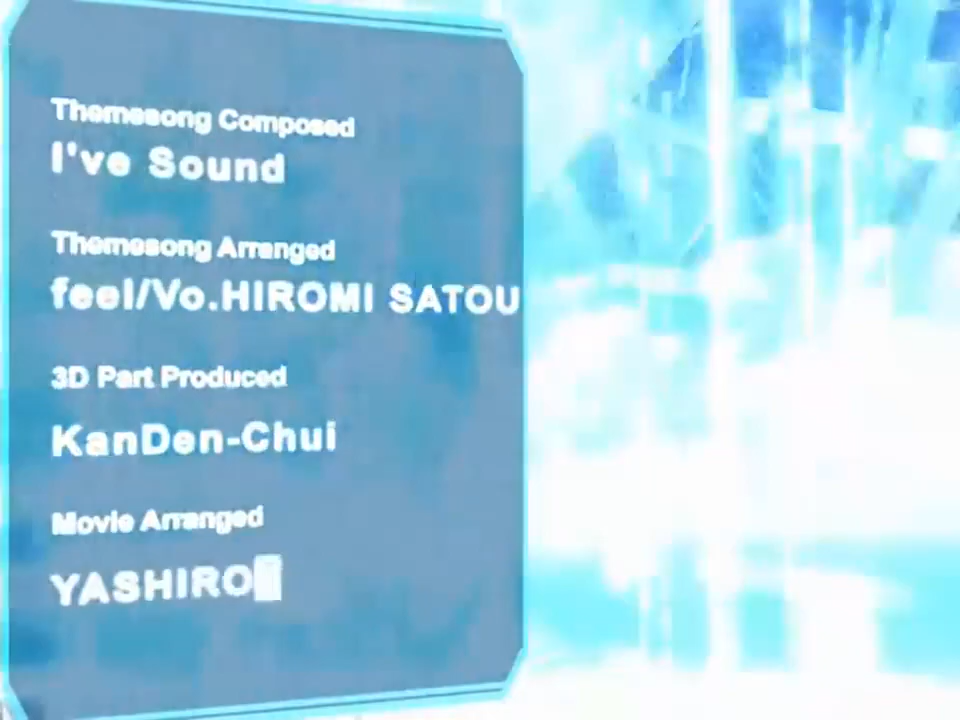 Themesong Composed
I've Sound
Themesong Arranged
feel/Vo.HIROMI SATOU
3D Part Produced
KanDen-Chui
Movie Arranged
YASHIRO